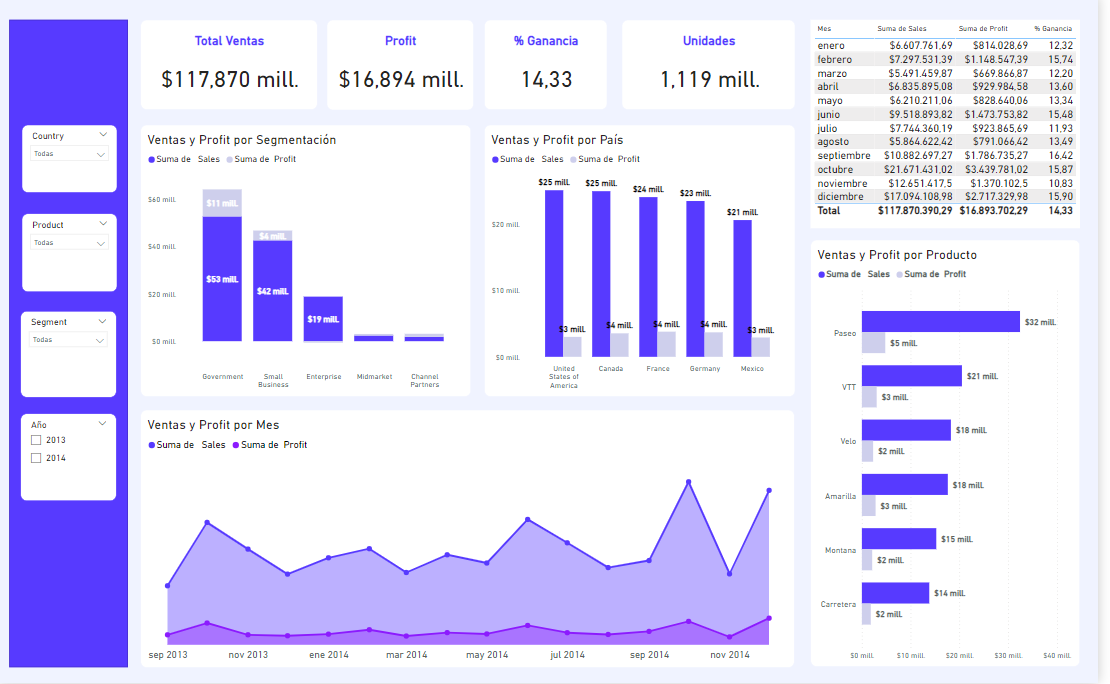 Country
Todas
Product
Todas
Segment
Todas
Año
2013
2014
Total Ventas
$117,870 mill.
Profit
$16,894 mill.
% Ganancia
14,33
Unidades
1,119 mill.
Ventas y Profit por Segmentación
Suma de Sales Suma de Profit
$60 mill.
$40 mill.
$20 mill.
$0 mill.
$11 mill.
$53 mill.
$4 mill.
$42 mill.
$19 mill.
Government
Small
Business
Enterprise
Midmarket
Channel
Partners
Ventas y Profit por País
Suma de Sales Suma de Profit
$20 mill.
$10 mill.
$0 mill.
$25 mill.
$25 mill.
$24 mill.
$23 mill.
$21 mill.
$3 mill.
$4 mill.
$4 mill.
$4 mill.
$3 mill.
United
States of
America
Canada
France
Germany
Mexico
Ventas y Profit por Mes
Suma de Sales Suma de Profit
sep 2013 nov 2013 ene 2014 mar 2014 may 2014 jul 2014 sep 2014 nov 2014
Mes Suma de Sales Suma de Profit % Ganancia
enero $6.607.761,69 $814.028,69 12,32
febrero $7.297.531,39 $1.148.547,39 15,74
marzo $5.491.459,87 $669.866,87 12,20
abril $6.835.895,08 $929.984,58 13,60
mayo $6.210.211,06 $828.640,06 13,34
junio $9.518.893,82 $1.473.753,82 15,48
julio $7.744.360,19 $923.865,69 11,93
agosto $5.864.622,42 $791.066,42 13,49
septiembre $10.882.697,27 $1.786.735,27 16,42
octubre $21.671.431,02 $3.439.781,02 15,87
noviembre $12.651.417,5 $1.370.102,5 10,83
diciembre $17.094.108,98 $2.717.329,98 15,90
Total $117.870.390,29 $16.893.702,29 14,33
Ventas y Profit por Producto
Suma de Sales Suma de Profit
Paseo
$32 mill.
$5 mill.
VTT
$21 mill.
$3 mill.
Velo
$18 mill.
$2 mill.
Amarilla
$18 mill.
$3 mill.
Montana
$15 mill.
$2 mill.
Carretera
$14 mill.
$2 mill.
$0 mill. $10 mill. $20 mill. $30 mill. $40 mill.